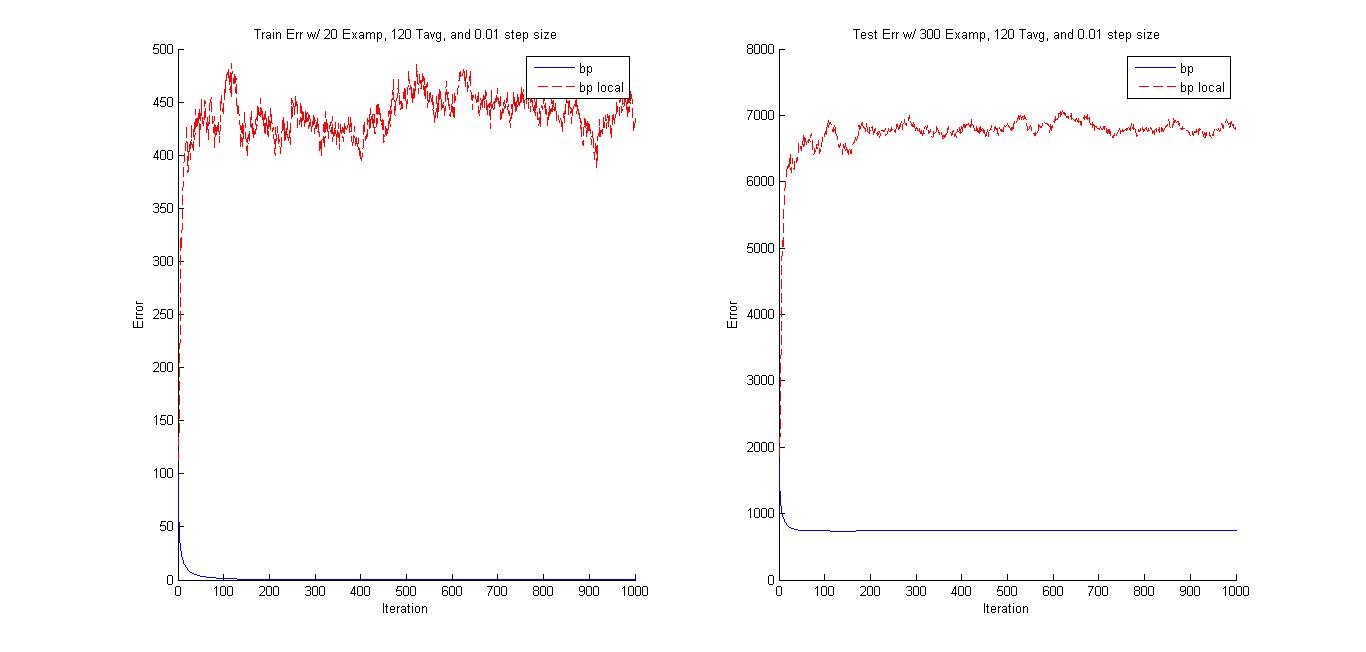 Train Err w/ 20 Examp, 120 Tavg, and 0.01 step size
500
450
400
350
300
250
200
150
100
50
0
Error
bp
bp local
0 100 200 300 400 500 600 700 800 900 1000
Iteration
Test Err w/ 300 Examp, 120 Tavg, and 0.01 step size
8000
7000
6000
5000
4000
3000
2000
1000
0
Error
bp
bp local
0 100 200 300 400 500 600 700 800 900 1000
Iteration